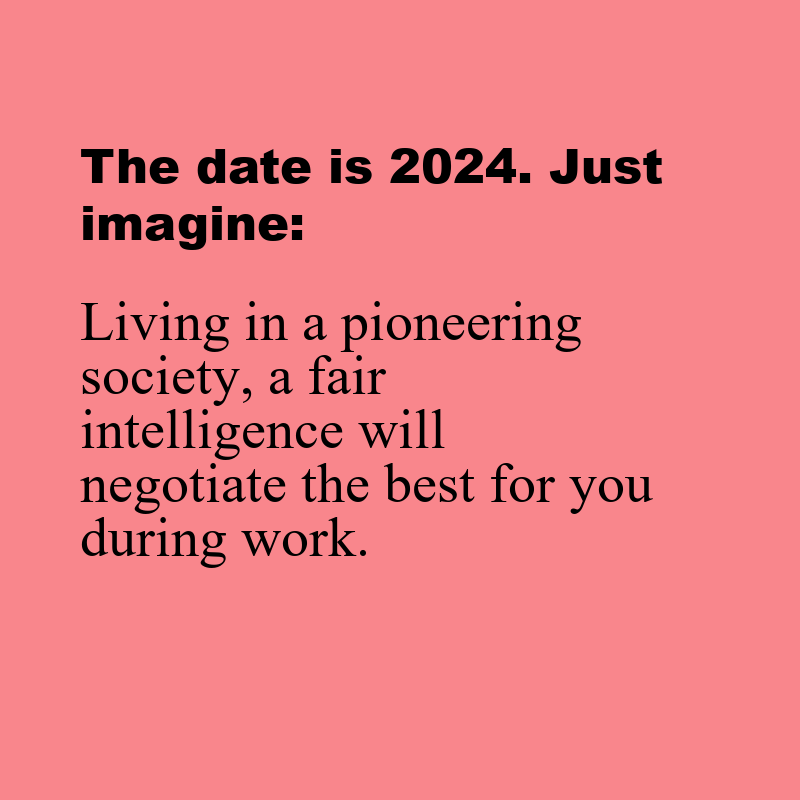 The date is 2024. Just
imagine:
Living in a pioneering
society, a fair
intelligence will
negotiate the best for you
during work.